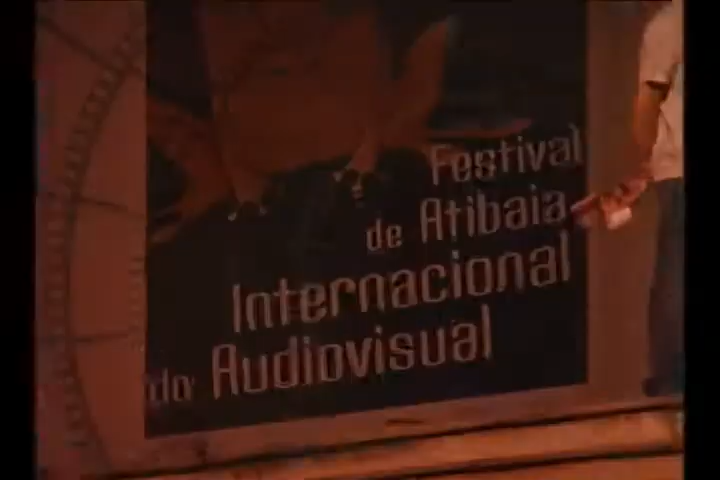 Festival
de Atibaia
Internacional
do Audiovisual